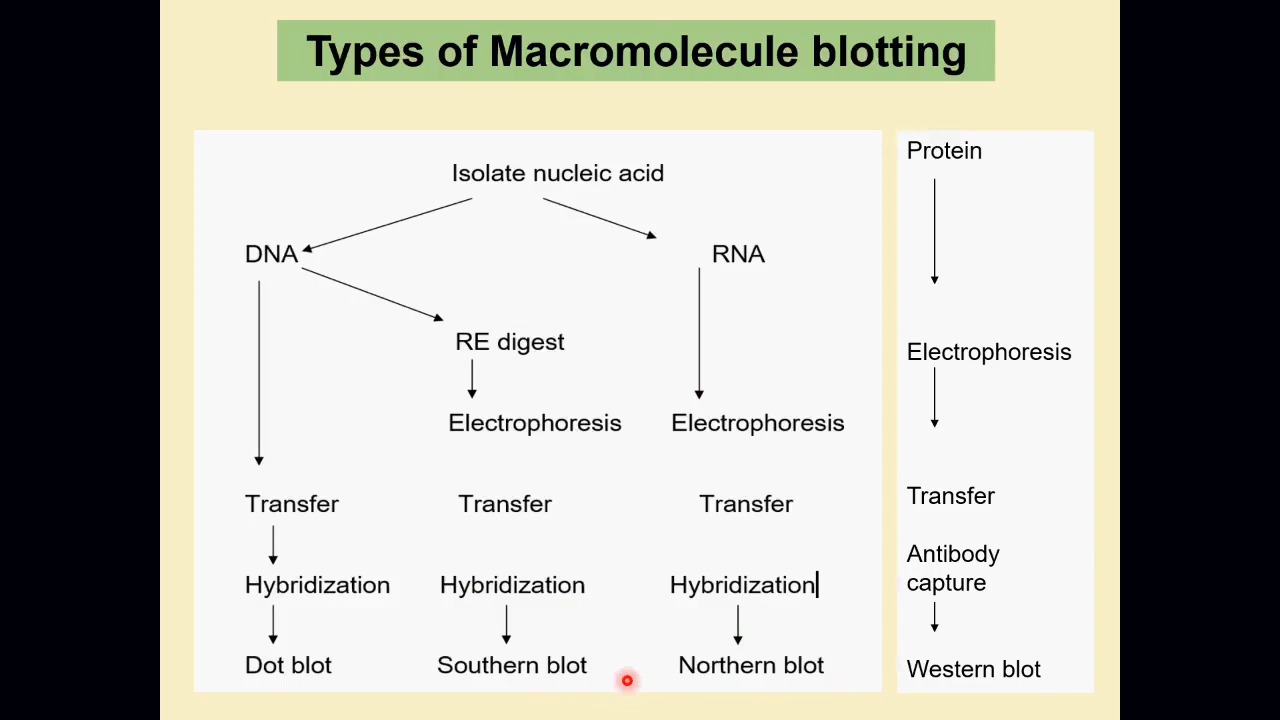 Types of Macromolecule blotting
Isolate nucleic acid
DNA
RNA
RE digest
Electrophoresis
Electrophoresis
Transfer
Transfer
Transfer
Hybridization
Hybridization
Hybridization
Dot blot
Southern blot
Northern blot
Protein
Electrophoresis
Transfer
Antibody
capture
Western blot